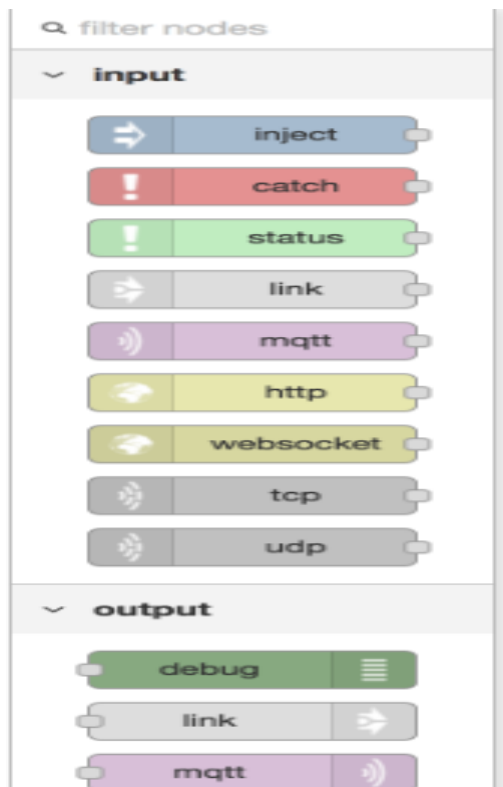 filter nodes
input
inject
catch
status
link
mqtt
http
websocket
tcp
udp
output
debug
link
mqtt